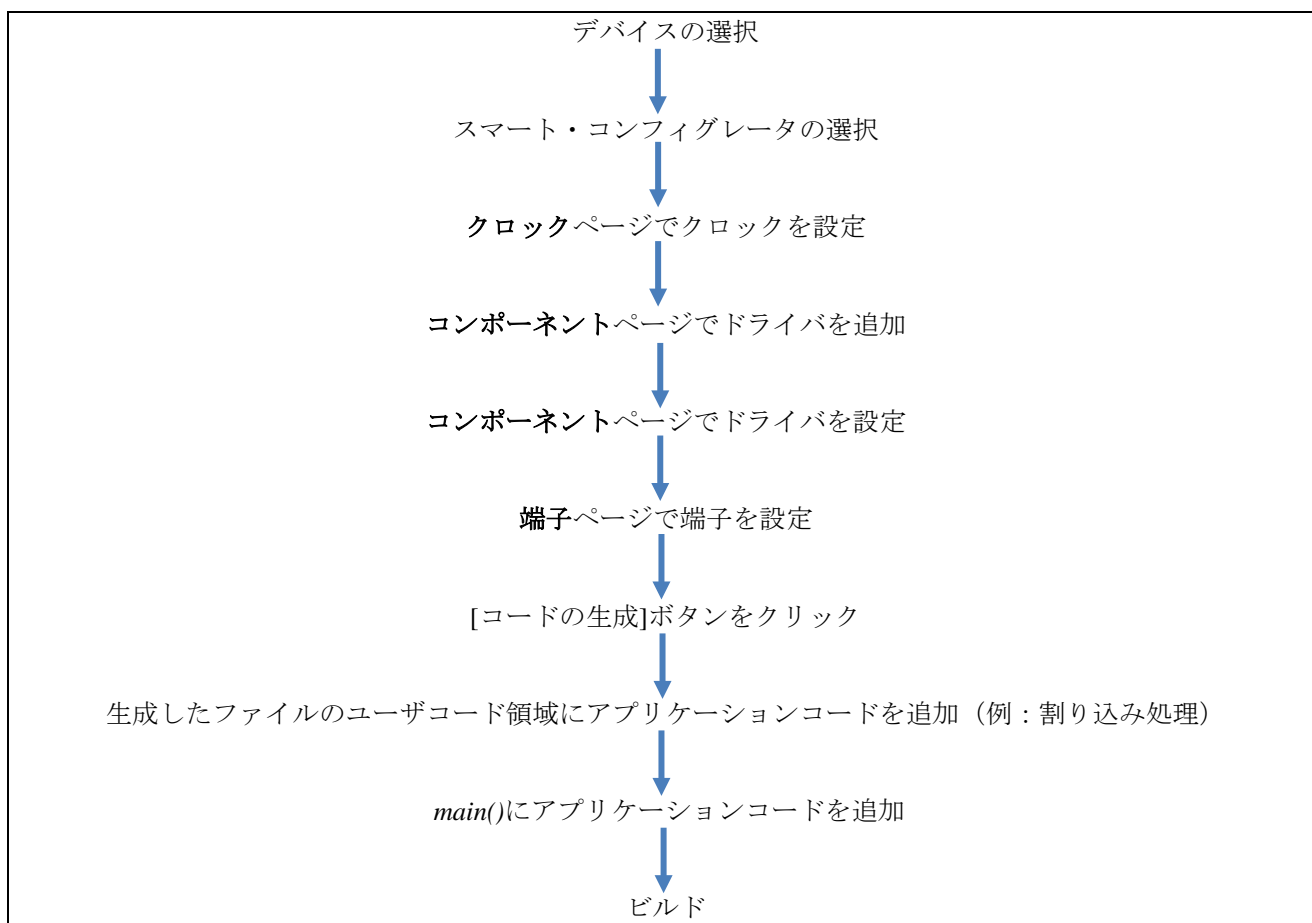 デバイスの選択
スマート・コンフィグレータの選択
クロックページでクロックを設定
コンポーネントページでドライバを追加
コンポーネントページでドライバを設定
端子ページで端子を設定
[コードの生成]ボタンをクリック
生成したファイルのユーザコード領域にアプリケーションコードを追加（例：割り込み処理）
main()にアプリケーションコードを追加
ビルド